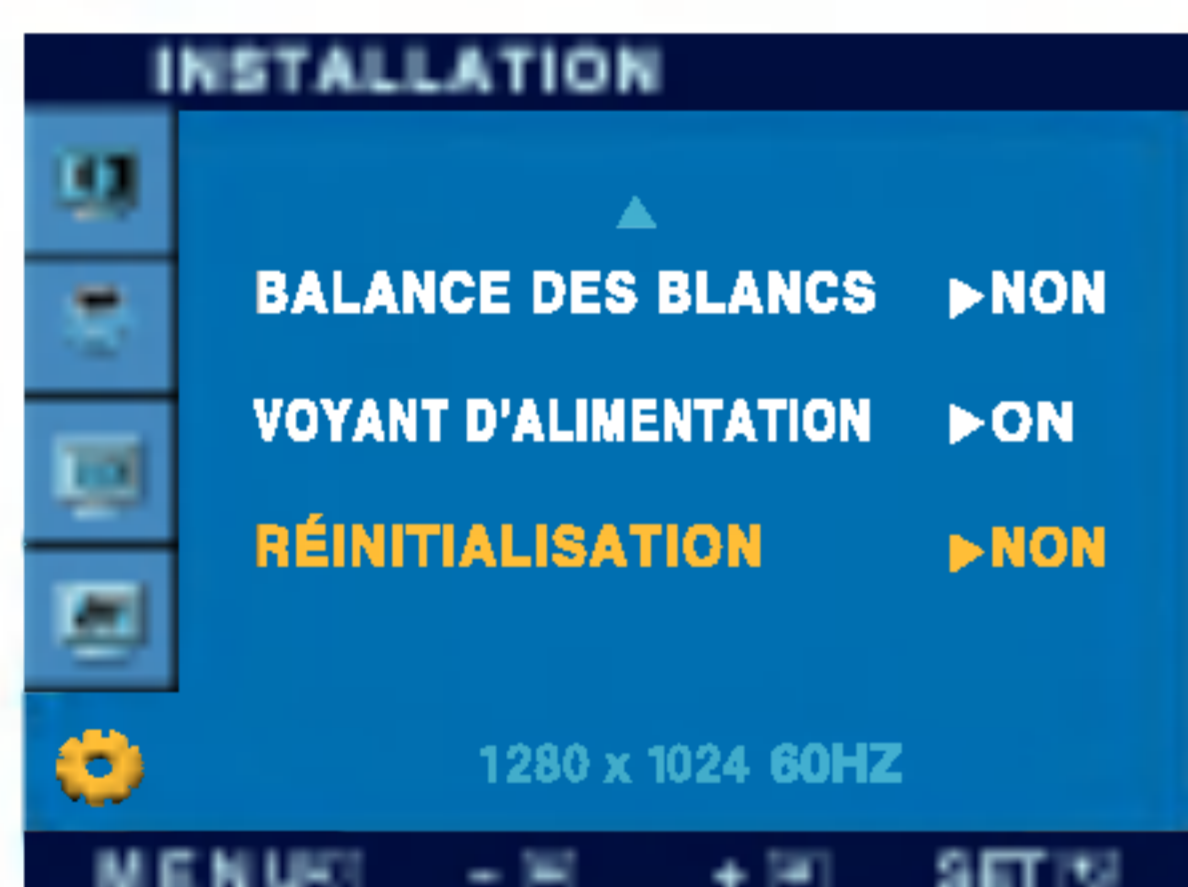 INSTALLATION
BALANCE DES BLANCS ▶NON
VOYANT D'ALIMENTATION ▶ON
RÉINITIALISATION ▶NON
1280 x 1024 60HZ
MENU - + SET